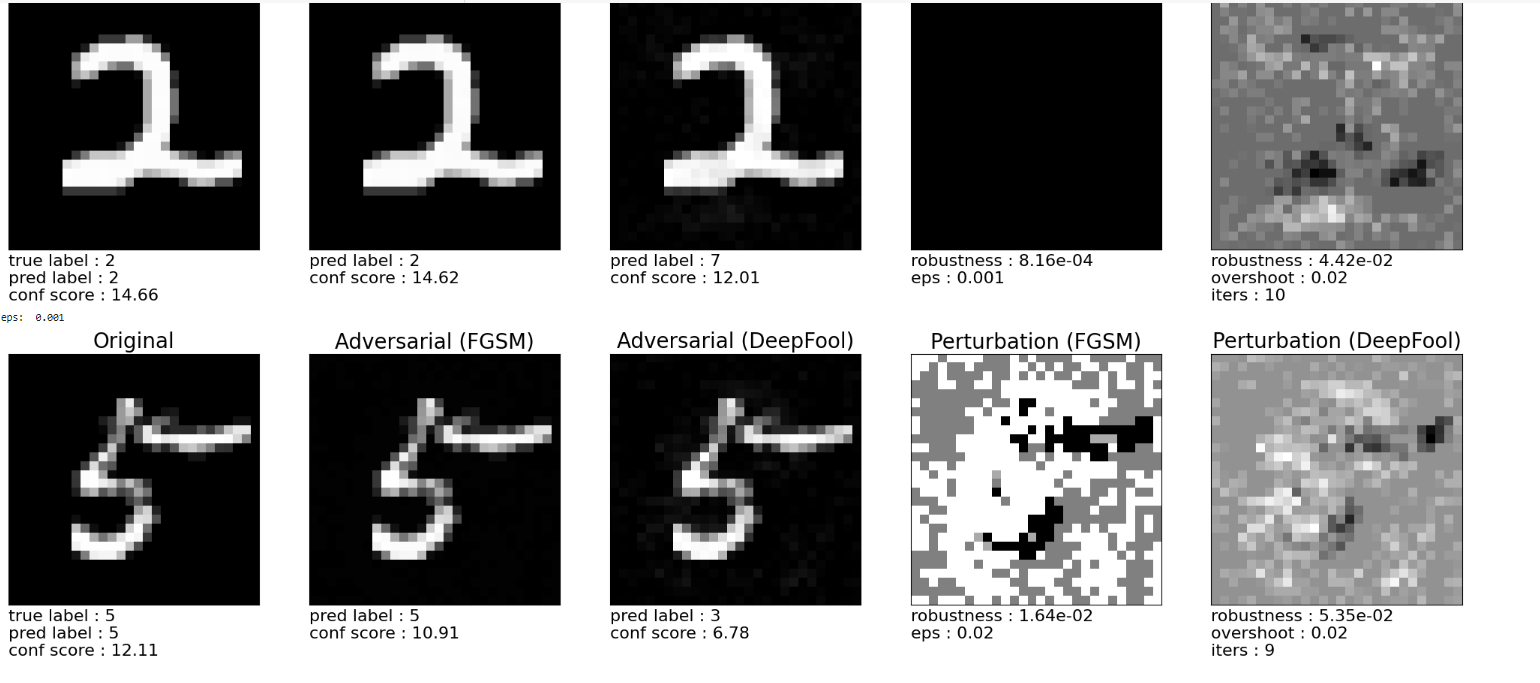 true label : 2
pred label : 2
conf score : 14.66
pred label : 2
conf score : 14.62
pred label : 7
conf score : 12.01
robustness : 8.16e-04
eps : 0.001
robustness : 4.42e-02
overshoot : 0.02
iters : 10
eps:  0.001
Original
Adversarial (FGSM)
Adversarial (DeepFool)
Perturbation (FGSM)
Perturbation (DeepFool)
true label : 5
pred label : 5
conf score : 12.11
pred label : 5
conf score : 10.91
pred label : 3
conf score : 6.78
robustness : 1.64e-02
eps : 0.02
robustness : 5.35e-02
overshoot : 0.02
iters : 9